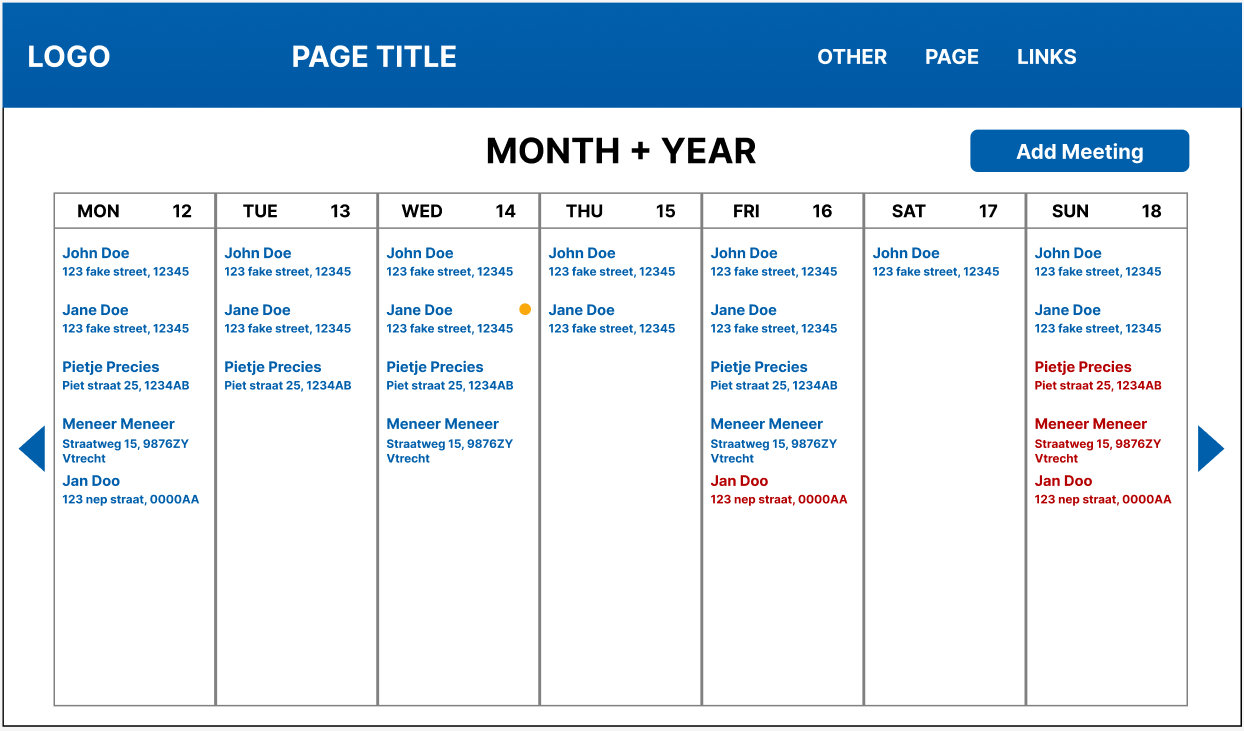 LOGO
PAGE TITLE
OTHER PAGE LINKS
MONTH + YEAR
Add Meeting
MON 12
John Doe
123 fake street, 12345
Jane Doe
123 fake street, 12345
Pietje Precies
Piet straat 25, 1234AB
Meneer Meneer
Straatweg 15, 9876ZY
Vtrecht
Jan Doo
123 nep straat, 0000AA
TUE 13
John Doe
123 fake street, 12345
Jane Doe
123 fake street, 12345
Pietje Precies
Piet straat 25, 1234AB
WED 14
John Doe
123 fake street, 12345
Jane Doe
123 fake street, 12345
Pietje Precies
Piet straat 25, 1234AB
Meneer Meneer
Straatweg 15, 9876ZY
Vtrecht
THU 15
John Doe
123 fake street, 12345
Jane Doe
123 fake street, 12345
FRI 16
John Doe
123 fake street, 12345
Jane Doe
123 fake street, 12345
Pietje Precies
Piet straat 25, 1234AB
Meneer Meneer
Straatweg 15, 9876ZY
Vtrecht
Jan Doo
123 nep straat, 0000AA
SAT 17
John Doe
123 fake street, 12345
SUN 18
John Doe
123 fake street, 12345
Jane Doe
123 fake street, 12345
Pietje Precies
Piet straat 25, 1234AB
Meneer Meneer
Straatweg 15, 9876ZY
Vtrecht
Jan Doo
123 nep straat, 0000AA